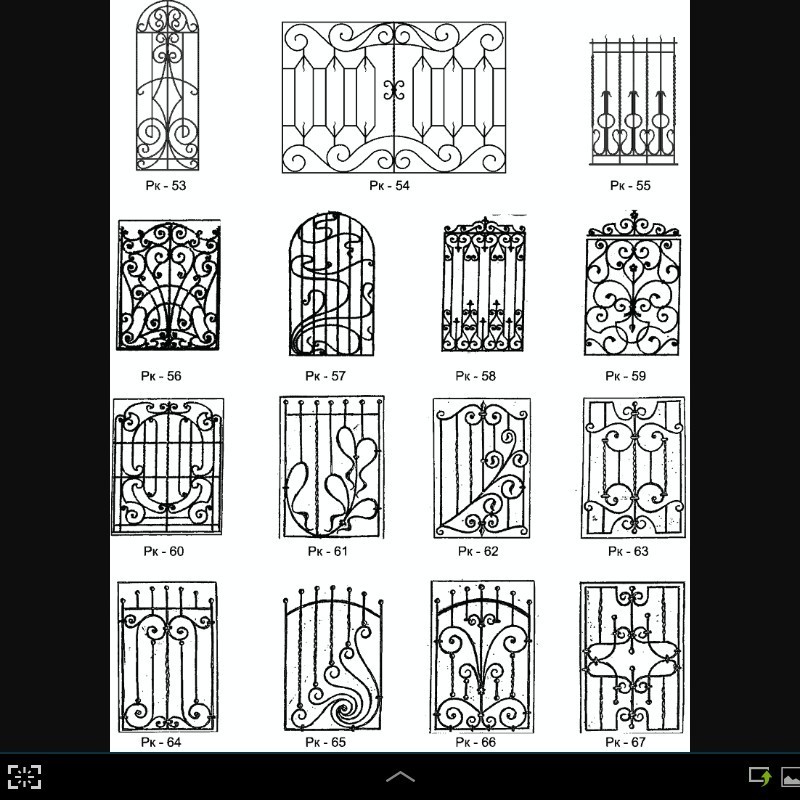 Рк - 53
Рк - 54
Рк - 55
Рк - 56
Рк - 57
Рк - 58
Рк - 59
Рк - 60
Рк - 61
Рк - 62
Рк - 63
Рк - 64
Рк - 65
Рк - 66
Рк - 67